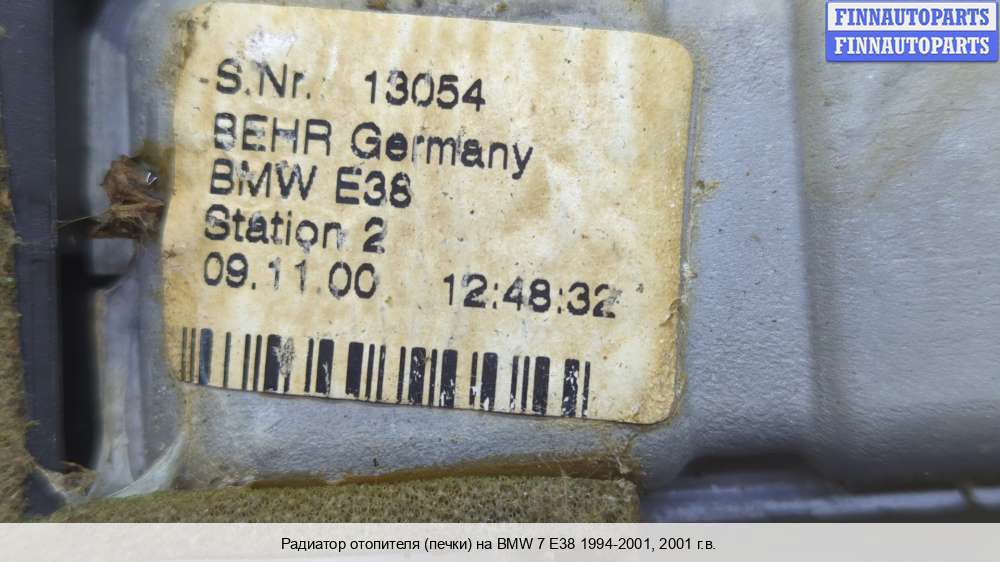 FINNAUTOPARTS
FINNAUTOPARTS
S.Nr. 13054
BEHR Germany
BMW E38
Station 2
09.11.00 12:48:32
Радиатор отопителя (печки) на BMW 7 E38 1994-2001, 2001 г.в.